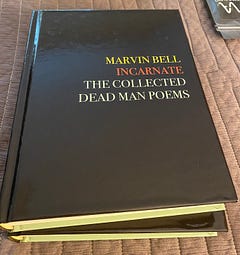 MARVIN BELL
INCARNATE
THE COLLECTED
DEAD MAN POEMS